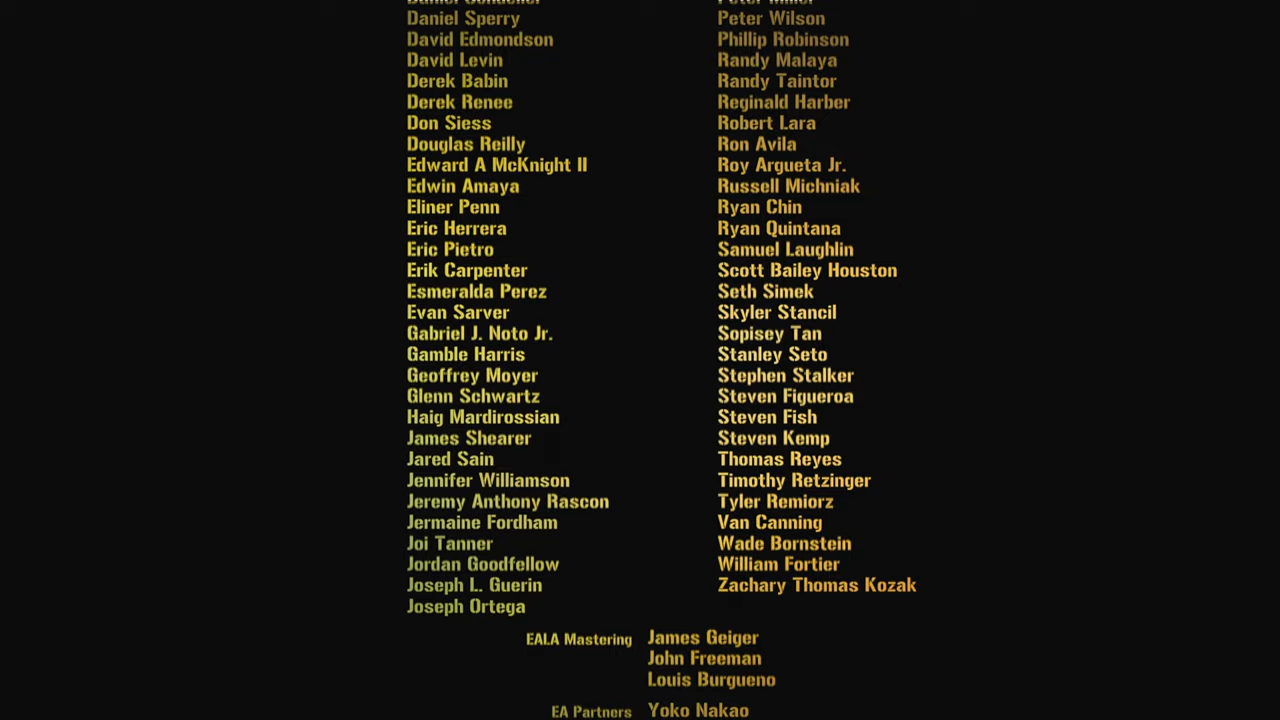 Daniel Sperry
David Edmondson
David Levin
Derek Babin
Derek Renee
Don Siess
Douglas Reilly
Edward A McKnight II
Edwin Amaya
Eliner Penn
Eric Herrera
Eric Pietro
Erik Carpenter
Esmeralda Perez
Evan Sarver
Gabriel J. Noto Jr.
Gamble Harris
Geoffrey Moyer
Glenn Schwartz
Haig Mardirossian
James Shearer
Jared Sain
Jennifer Williamson
Jeremy Anthony Rascon
Jermaine Fordham
Joi Tanner
Jordan Goodfellow
Joseph L. Guerin
Joseph Ortega
Peter Wilson
Phillip Robinson
Randy Malaya
Randy Taintor
Reginald Harber
Robert Lara
Ron Avila
Roy Argueta Jr.
Russell Michniak
Ryan Chin
Ryan Quintana
Samuel Laughlin
Scott Bailey Houston
Seth Simek
Skyler Stancil
Sopisey Tan
Stanley Seto
Stephen Stalker
Steven Figueroa
Steven Fish
Steven Kemp
Thomas Reyes
Timothy Retzinger
Tyler Remiorz
Van Canning
Wade Bornstein
William Fortier
Zachary Thomas Kozak
EALA Mastering James Geiger
John Freeman
Louis Burgueno
EA Partners Yoko Nakao